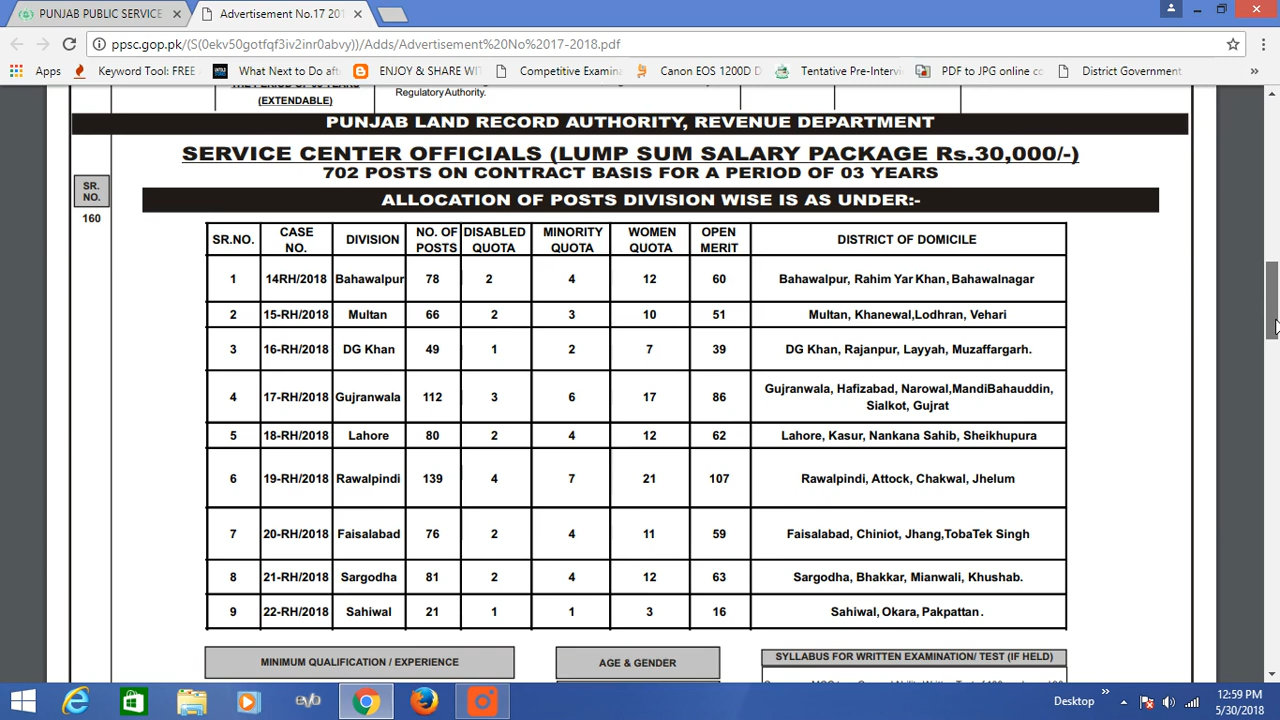 PUNJAB PUBLIC SERVICE
Advertisement No.17 201
ppsc.gop.pk/(S(0ekv50gotfqf3iv2inr0abvy))/Adds/Advertisement%20No%2017-2018.pdf
Apps
Keyword Tool: FREE
What Next to Do aft
ENJOY & SHARE WI
Competitive Examina
Canon EOS 1200D D
Tentative Pre-Intervi
PDF to JPG online co
District Government
»
THE PERIOD OF 03 YEARS
(EXTENDABLE)
Regulatory Authority.
PUNJAB LAND RECORD AUTHORITY, REVENUE DEPARTMENT
SERVICE CENTER OFFICIALS (LUMP SUM SALARY PACKAGE Rs.30,000/-)
702 POSTS ON CONTRACT BASIS FOR A PERIOD OF 03 YEARS
SR.
NO.
160
ALLOCATION OF POSTS DIVISION WISE IS AS UNDER:-
SR.NO. CASE NO. DIVISION NO. OF POSTS DISABLED QUOTA MINORITY QUOTA WOMEN QUOTA OPEN MERIT DISTRICT OF DOMICILE
1 14RH/2018 Bahawalpur 78 2 4 12 60 Bahawalpur, Rahim Yar Khan, Bahawalnagar
2 15-RH/2018 Multan 66 2 3 10 51 Multan, Khanewal,Lodhran, Vehari
3 16-RH/2018 DG Khan 49 1 2 7 39 DG Khan, Rajanpur, Layyah, Muzaffargarh.
4 17-RH/2018 Gujranwala 112 3 6 17 86 Gujranwala, Hafizabad, Narowal,MandiBahauddin,
Sialkot, Gujrat
5 18-RH/2018 Lahore 80 2 4 12 62 Lahore, Kasur, Nankana Sahib, Sheikhupura
6 19-RH/2018 Rawalpindi 139 4 7 21 107 Rawalpindi, Attock, Chakwal, Jhelum
7 20-RH/2018 Faisalabad 76 2 4 11 59 Faisalabad, Chiniot, Jhang,TobaTek Singh
8 21-RH/2018 Sargodha 81 2 4 12 63 Sargodha, Bhakkar, Mianwali, Khushab.
9 22-RH/2018 Sahiwal 21 1 1 3 16 Sahiwal, Okara, Pakpattan.
MINIMUM QUALIFICATION / EXPERIENCE
AGE & GENDER
SYLLABUS FOR WRITTEN EXAMINATION/ TEST (IF HELD)
evo
Desktop
»
12:59 PM
5/30/2018